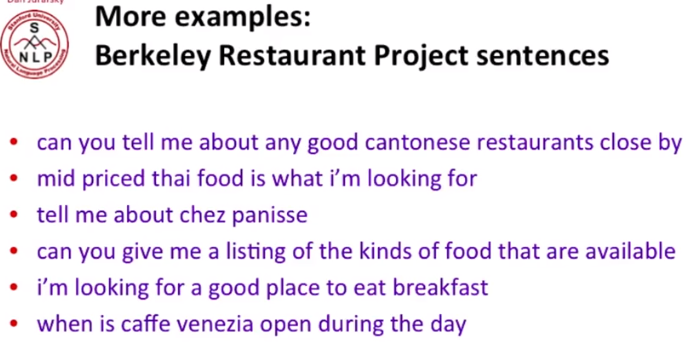 Dan Jurafsky
Stanford University
S
N L P
Natural Language Processing
More examples:
Berkeley Restaurant Project sentences
• can you tell me about any good cantonese restaurants close by
• mid priced thai food is what i’m looking for
• tell me about chez panisse
• can you give me a listing of the kinds of food that are available
• i’m looking for a good place to eat breakfast
• when is caffe venezia open during the day